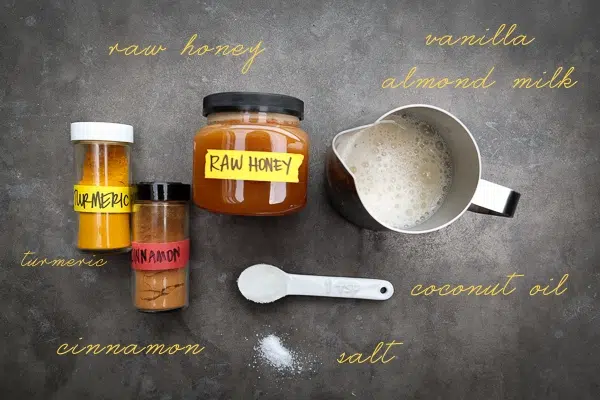 raw honey
vanilla
almond milk
RAW HONEY
TURMERIC
CINNAMON
turmeric
coconut oil
cinnamon
salt